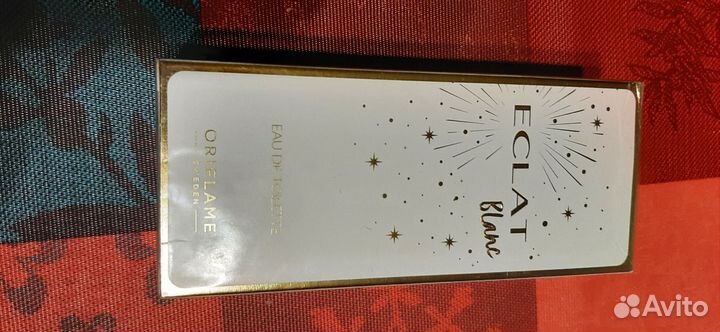 ECLAT
Blanc
EAU DE TOILETTE
ORIFLAME
SWEDEN
Avito